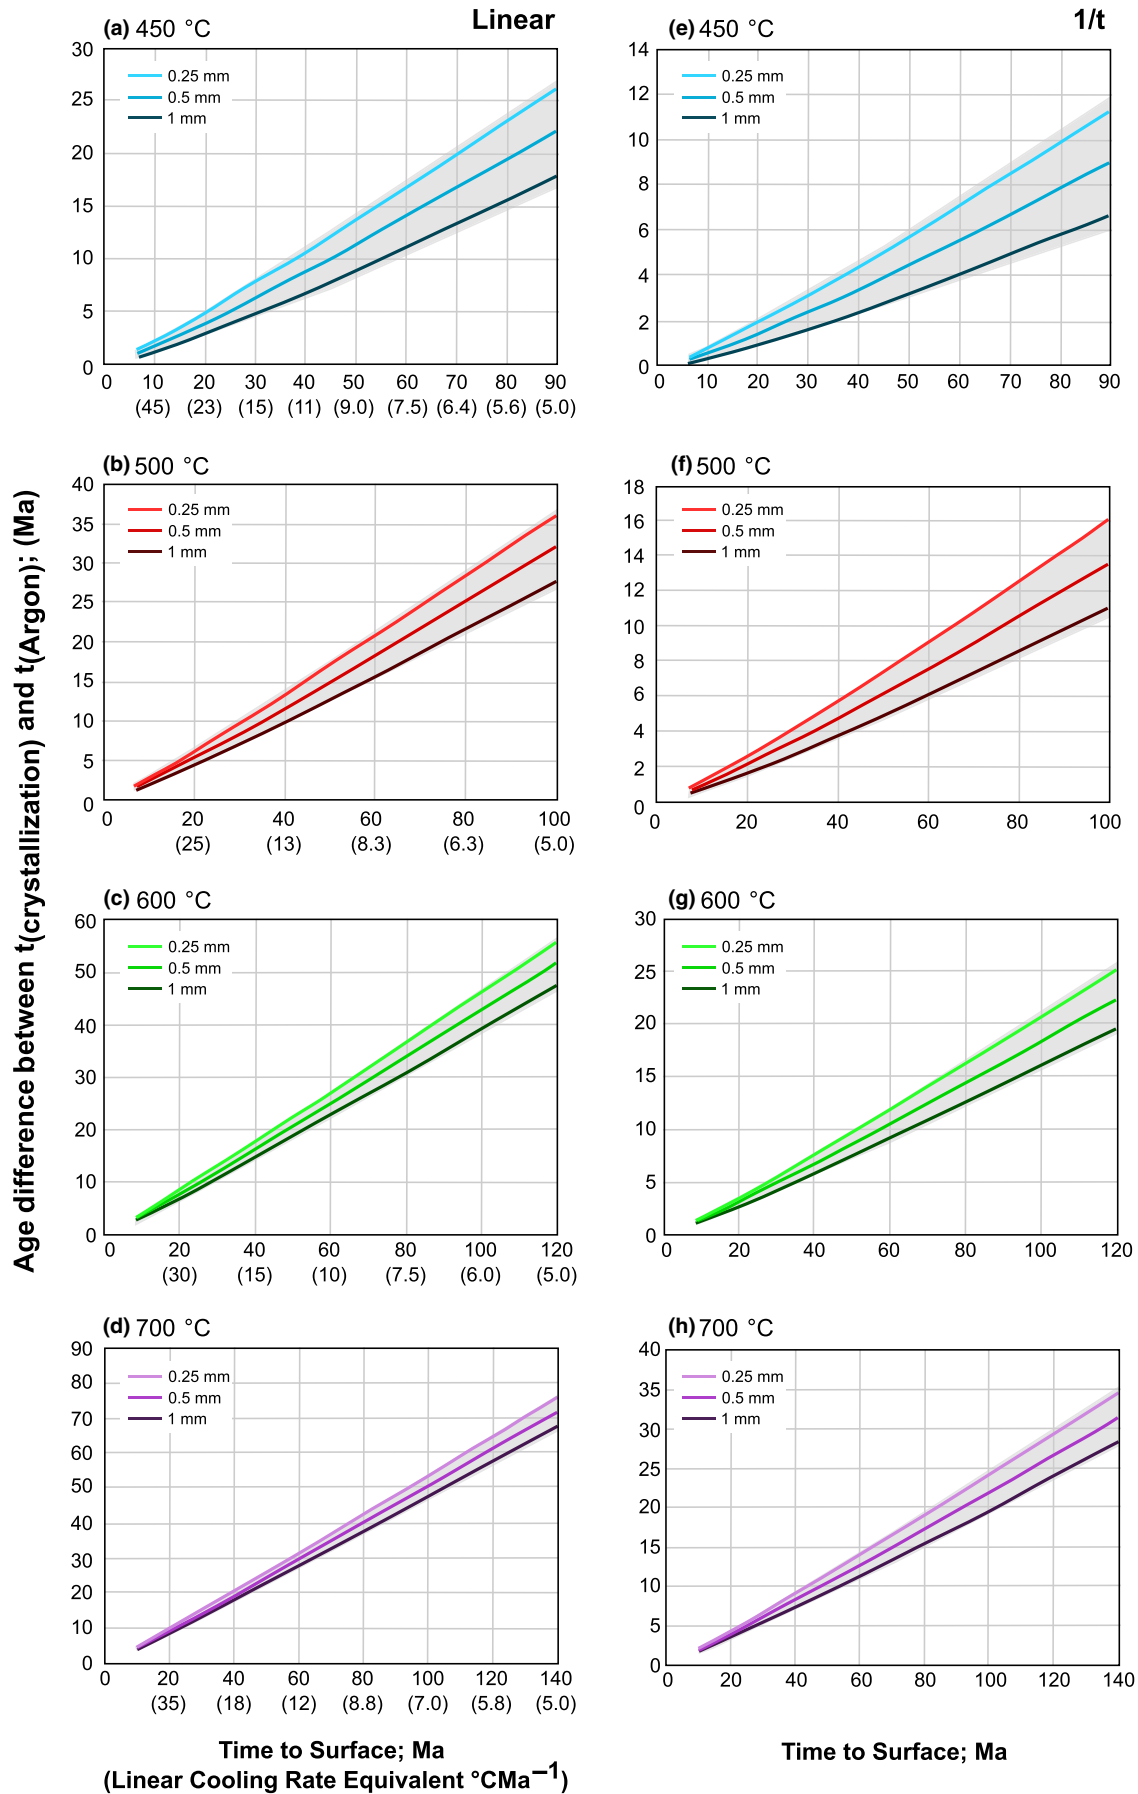 Linear
1/t
(a) 450 °C
30
25
20
15
10
5
0
0.25 mm
0.5 mm
1 mm
0 10 20 30 40 50 60 70 80 90
(45) (23) (15) (11) (9.0) (7.5) (6.4) (5.6) (5.0)
(e) 450 °C
14
12
10
8
6
4
2
0
0.25 mm
0.5 mm
1 mm
0 10 20 30 40 50 60 70 80 90
(b) 500 °C
40
35
30
25
20
15
10
5
0
0.25 mm
0.5 mm
1 mm
0 20 40 60 80 100
(25) (13) (8.3) (6.3) (5.0)
(f) 500 °C
18
16
14
12
10
8
6
4
2
0
0.25 mm
0.5 mm
1 mm
0 20 40 60 80 100
Age difference between t(crystallization) and t(Argon); (Ma)
(c) 600 °C
60
50
40
30
20
10
0
0.25 mm
0.5 mm
1 mm
0 20 40 60 80 100 120
(30) (15) (10) (7.5) (6.0) (5.0)
(g) 600 °C
30
25
20
15
10
5
0
0.25 mm
0.5 mm
1 mm
0 20 40 60 80 100 120
(d) 700 °C
90
80
70
60
50
40
30
20
10
0
0.25 mm
0.5 mm
1 mm
0 20 40 60 80 100 120 140
(35) (18) (12) (8.8) (7.0) (5.8) (5.0)
(h) 700 °C
40
35
30
25
20
15
10
5
0
0.25 mm
0.5 mm
1 mm
0 20 40 60 80 100 120 140
Time to Surface; Ma
(Linear Cooling Rate Equivalent °CMa⁻¹)
Time to Surface; Ma